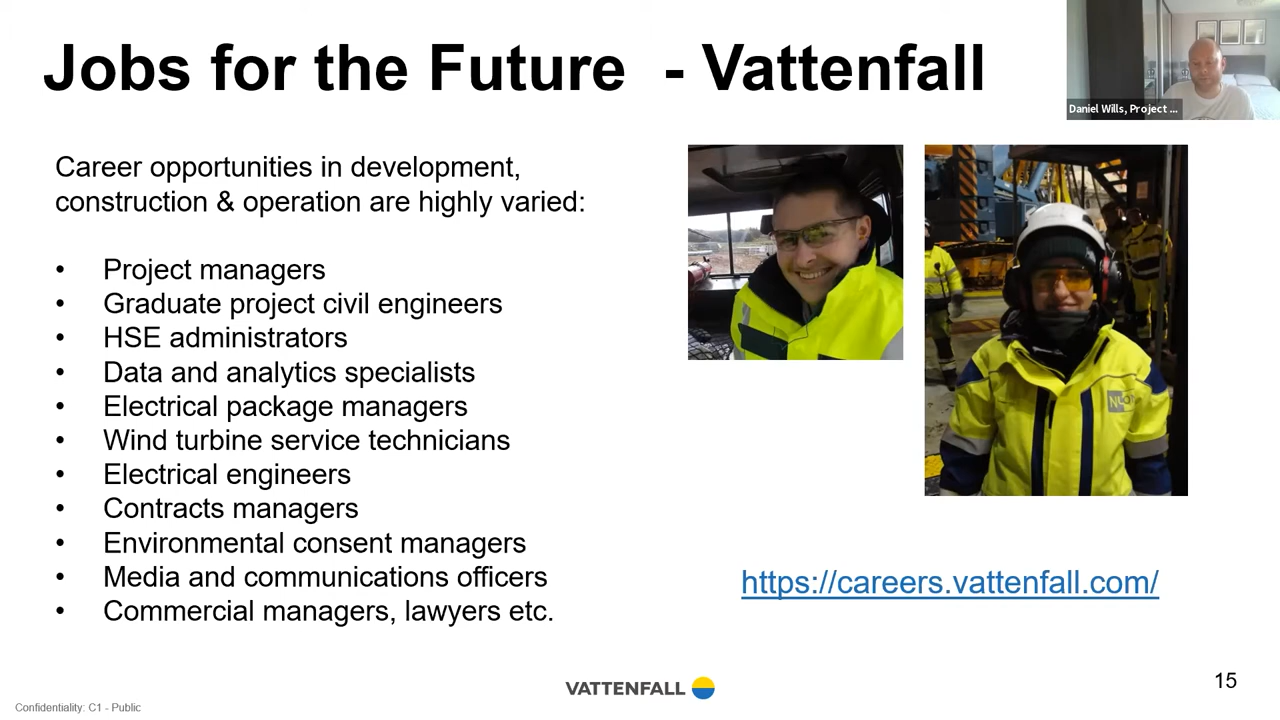 Jobs for the Future - Vattenfall
Daniel Wills, Project ...
Career opportunities in development,
construction & operation are highly varied:
• Project managers
• Graduate project civil engineers
• HSE administrators
• Data and analytics specialists
• Electrical package managers
• Wind turbine service technicians
• Electrical engineers
• Contracts managers
• Environmental consent managers
• Media and communications officers
• Commercial managers, lawyers etc.
https://careers.vattenfall.com/
VATTENFALL
15
Confidentiality: C1 - Public